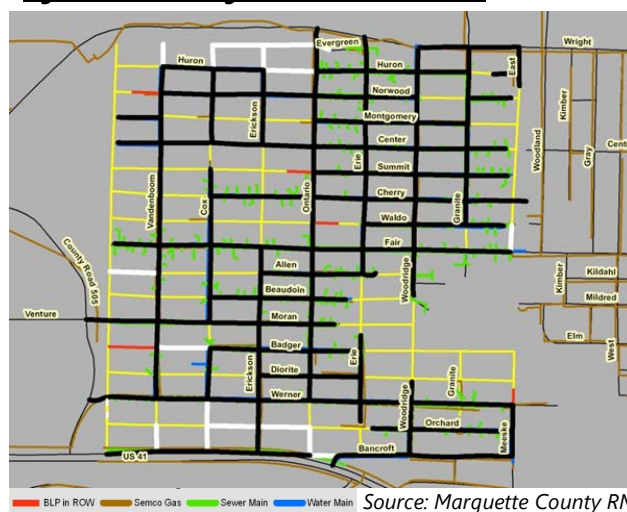 Wright
Evergreen
Huron
Huron
East
Norwood
Kimber
Erickson
Montgomery
Woodland
Gray
Center
Erie
Summit
Ontario
Cherry
Vandenboom
Cox
Granite
Waldo
Fair
Allen
Woodridge
County Road 505
Kimber
Kildahl
Beaudoin
Mildred
Venture
Moran
Elm
West
Badger
Erie
Erickson
Diorite
Granite
Werner
Woodridge
Orchard
Meeske
Bancroft
US 41
BLP in ROW Semco Gas Sewer Main Water Main Source: Marquette County RN